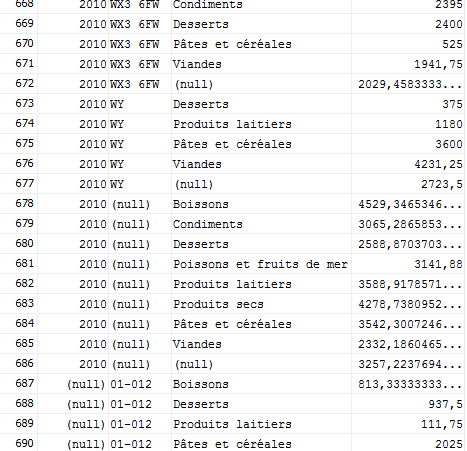 668 2010 WX3 6FW Condiments 2395
669 2010 WX3 6FW Desserts 2400
670 2010 WX3 6FW Pâtes et céréales 525
671 2010 WX3 6FW Viandes 1941,75
672 2010 WX3 6FW (null) 2029,4583333...
673 2010 WY Desserts 375
674 2010 WY Produits laitiers 1180
675 2010 WY Pâtes et céréales 3600
676 2010 WY Viandes 4231,25
677 2010 WY (null) 2723,5
678 2010 (null) Boissons 4529,3465346...
679 2010 (null) Condiments 3065,2865853...
680 2010 (null) Desserts 2588,8703703...
681 2010 (null) Poissons et fruits de mer 3141,88
682 2010 (null) Produits laitiers 3588,9178571...
683 2010 (null) Produits secs 4278,7380952...
684 2010 (null) Pâtes et céréales 3542,3007246...
685 2010 (null) Viandes 2332,1860465...
686 2010 (null) (null) 3257,2237694...
687 (null) 01-012 Boissons 813,33333333...
688 (null) 01-012 Desserts 937,5
689 (null) 01-012 Produits laitiers 111,75
690 (null) 01-012 Pâtes et céréales 2025